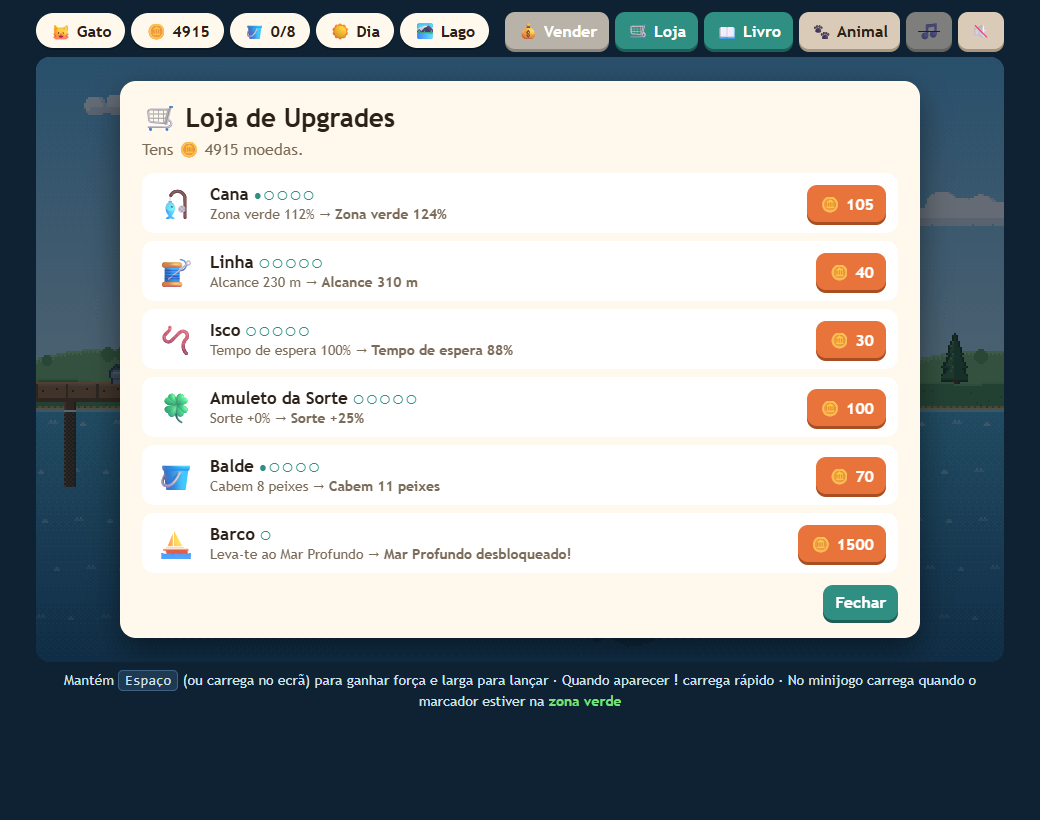 Gato 4915 0/8 Dia Lago Vender Loja Livro Animal
Loja de Upgrades
Tens 4915 moedas.
Cana
Zona verde 112% → Zona verde 124%
105
Linha
Alcance 230 m → Alcance 310 m
40
Isco
Tempo de espera 100% → Tempo de espera 88%
30
Amuleto da Sorte
Sorte +0% → Sorte +25%
100
Balde
Cabem 8 peixes → Cabem 11 peixes
70
Barco
Leva-te ao Mar Profundo → Mar Profundo desbloqueado!
1500
Fechar
Mantém Espaço (ou carrega no ecrã) para ganhar força e larga para lançar · Quando aparecer ! carrega rápido · No minijogo carrega quando o
marcador estiver na zona verde